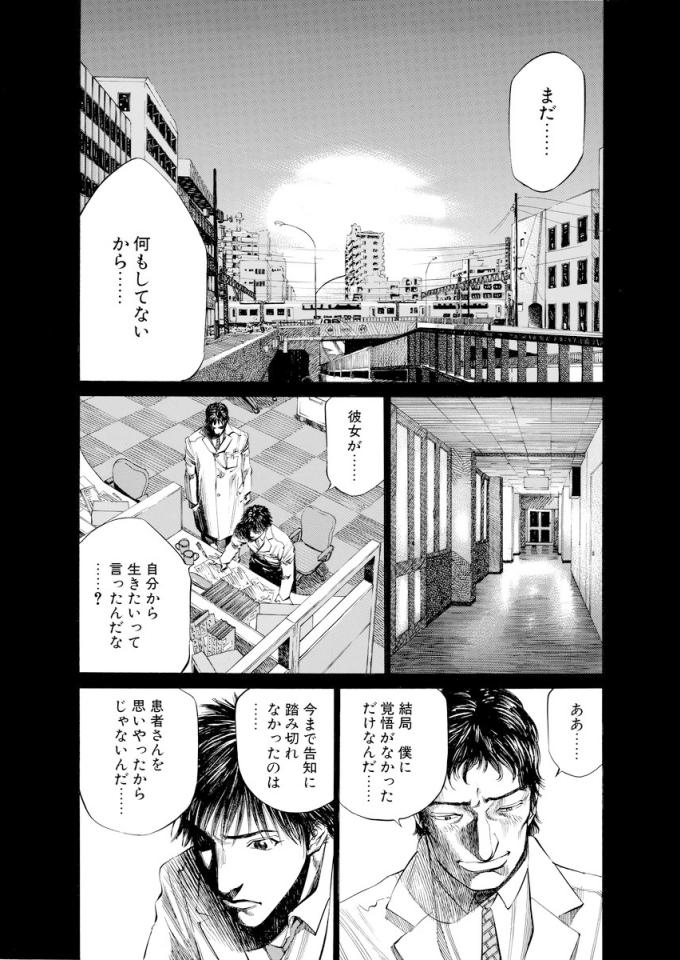 まだ……
何もしてない
から……
彼女が
……
自分から
生きたいって
言ったんだな
……？
ああ……
結局　僕に
覚悟がなかった
だけなんだ……
今まで告知に
踏み切れ
なかったのは
……
患者さんを
思いやったから
じゃないんだ……